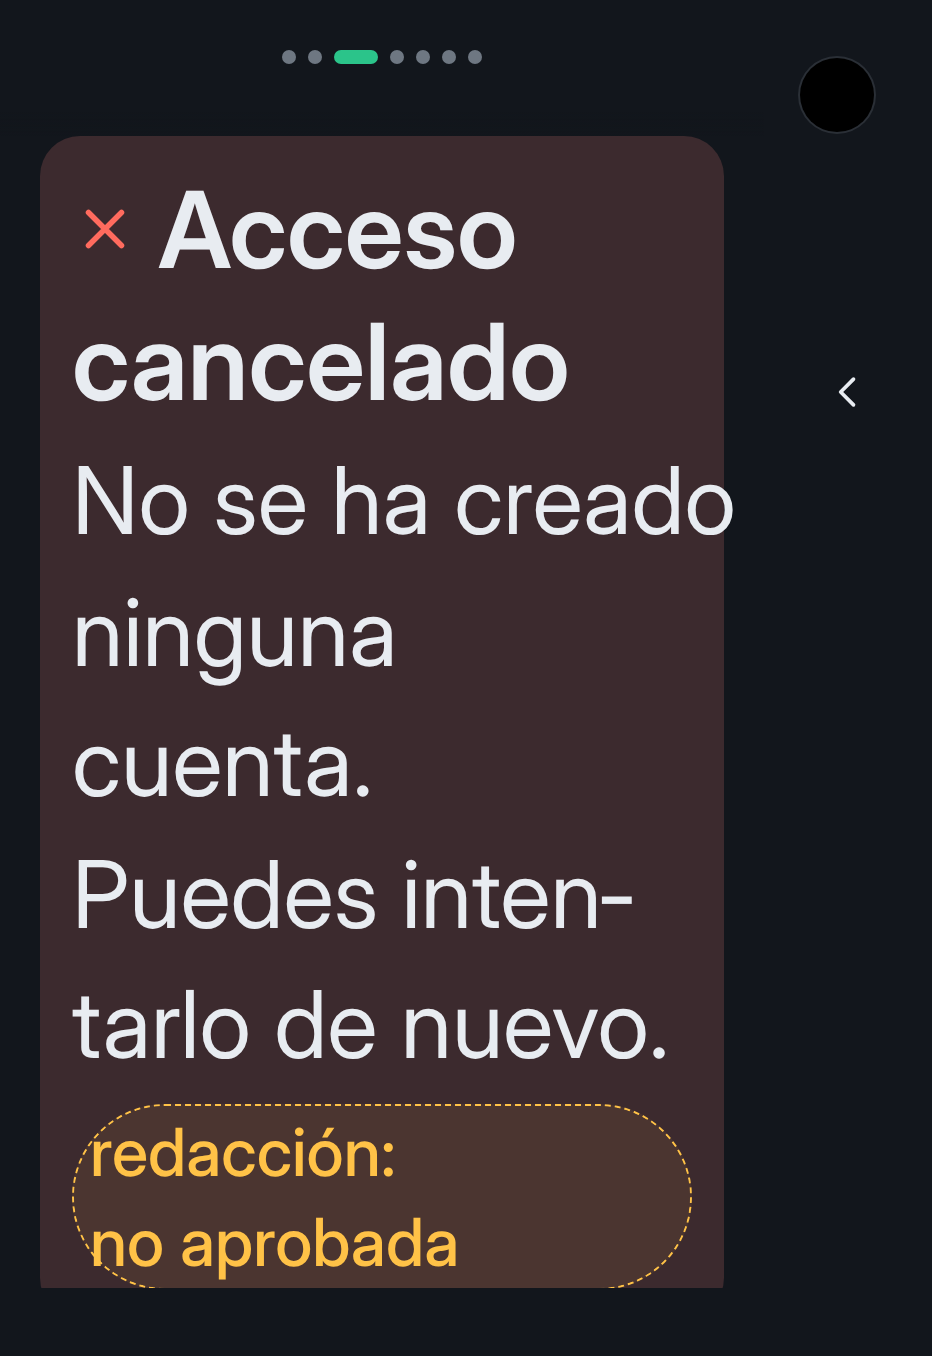 Acceso
cancelado
No se ha creado
ninguna
cuenta.
Puedes inten-
tarlo de nuevo.
redacción:
no aprobada